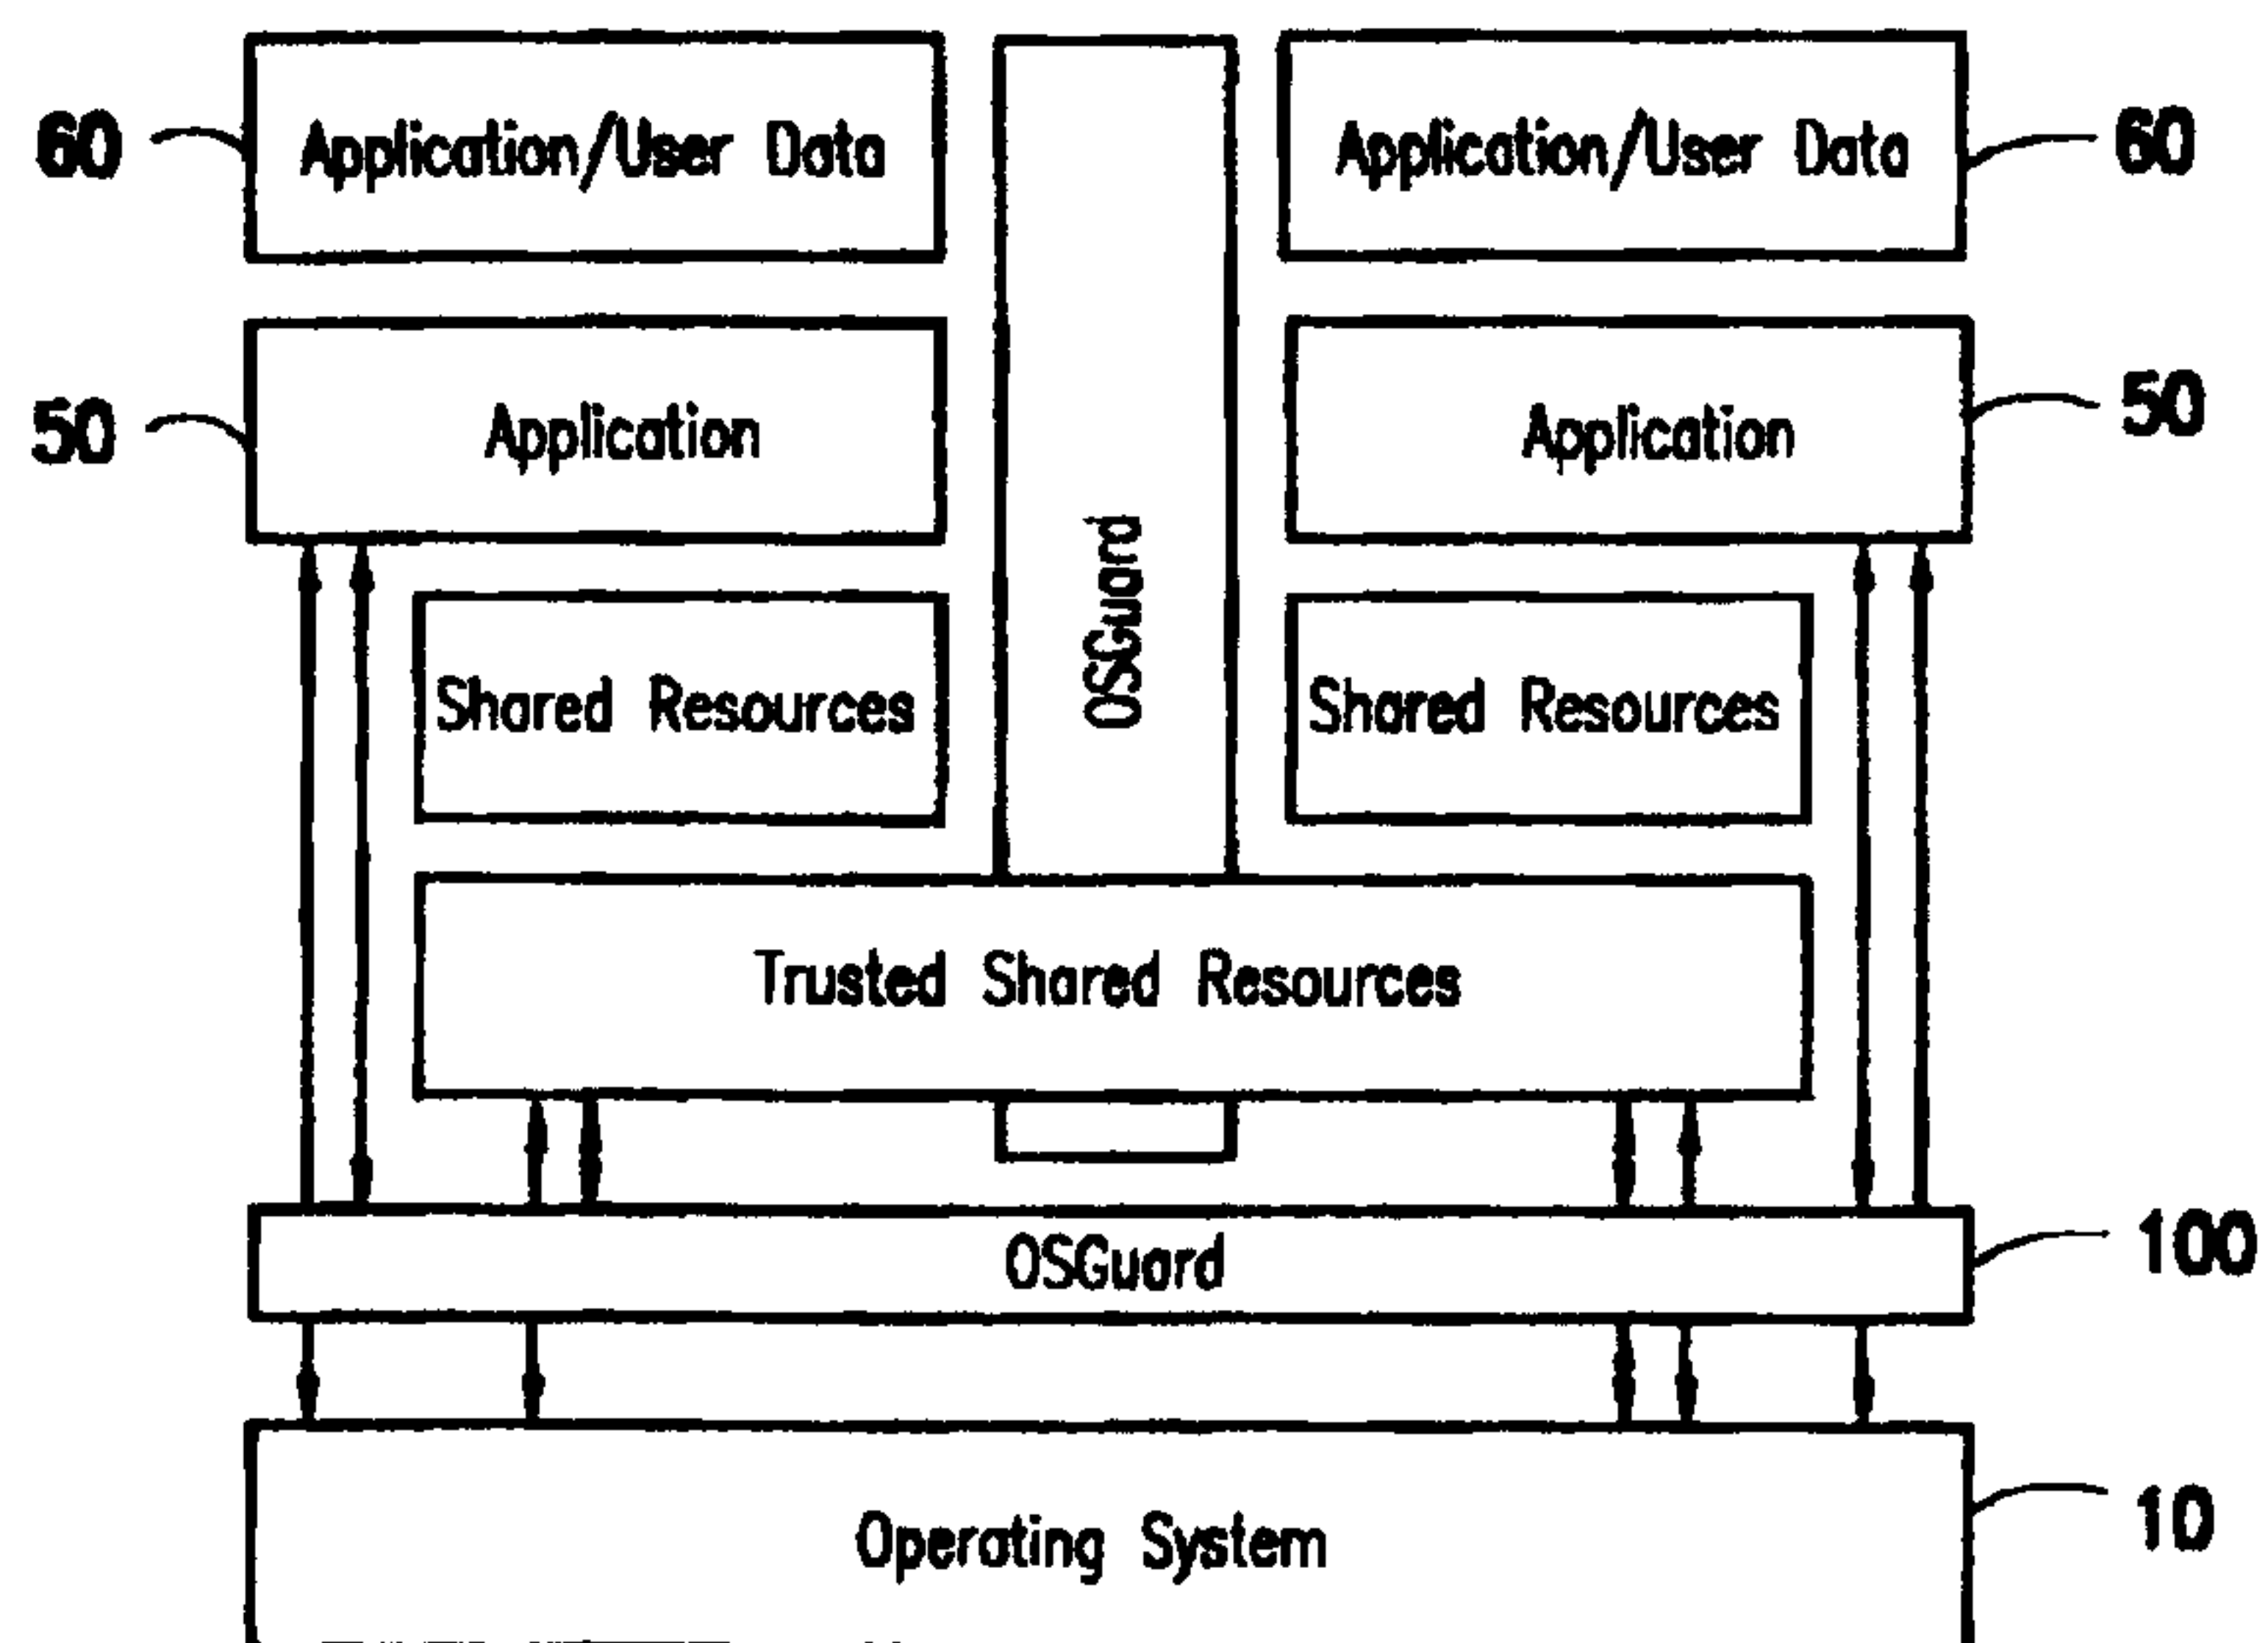 60 Application/User Data Application/User Data 60
50 Application Application 50
OSGuard
Shared Resources Shared Resources
Trusted Shared Resources
OSGuard 100
Operating System 10